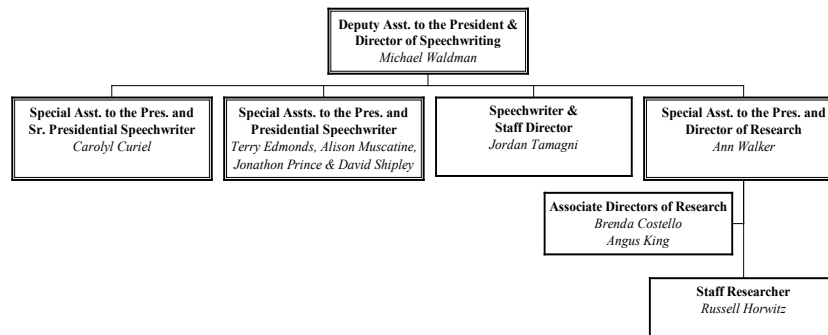 Deputy Asst. to the President &
Director of Speechwriting
Michael Waldman
Special Asst. to the Pres. and
Sr. Presidential Speechwriter
Carolyl Curiel
Special Assts. to the Pres. and
Presidential Speechwriter
Terry Edmonds, Alison Muscatine,
Jonathon Prince & David Shipley
Speechwriter &
Staff Director
Jordan Tamagni
Special Asst. to the Pres. and
Director of Research
Ann Walker
Associate Directors of Research
Brenda Costello
Angus King
Staff Researcher
Russell Horwitz